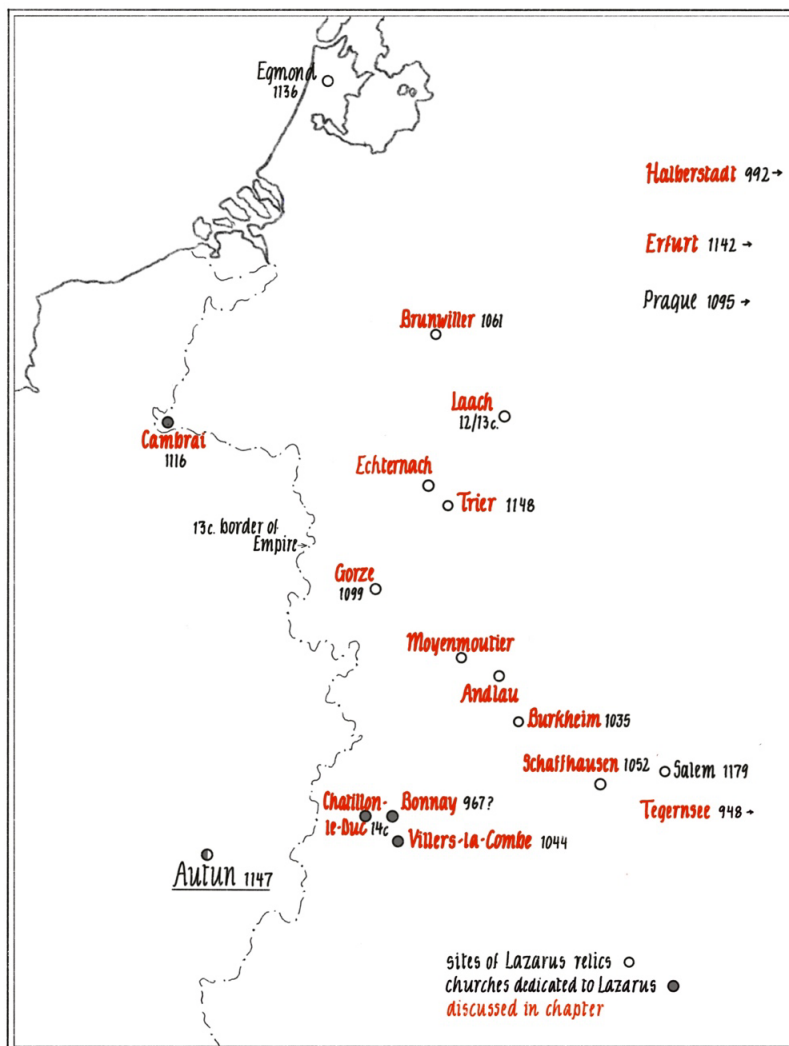 Egmond
1136
Halberstadt 992→
Erfurt 1142 →
Prague 1095 →
Brunwiller 1061
Laach
12/13c.
Cambrai
1116
Echternach
Trier 1148
13c. border of
Empire→
Gorze
1099
Moyenmoutier
Andlau
Burkheim 1035
Schaffhausen 1052
Salem 1179
Tegernsee 948→
Chatillon-
le-Duc 14c
Bonnay 967?
Villers-la-Combe 1044
Autun 1147
sites of Lazarus relics
churches dedicated to Lazarus
discussed in chapter